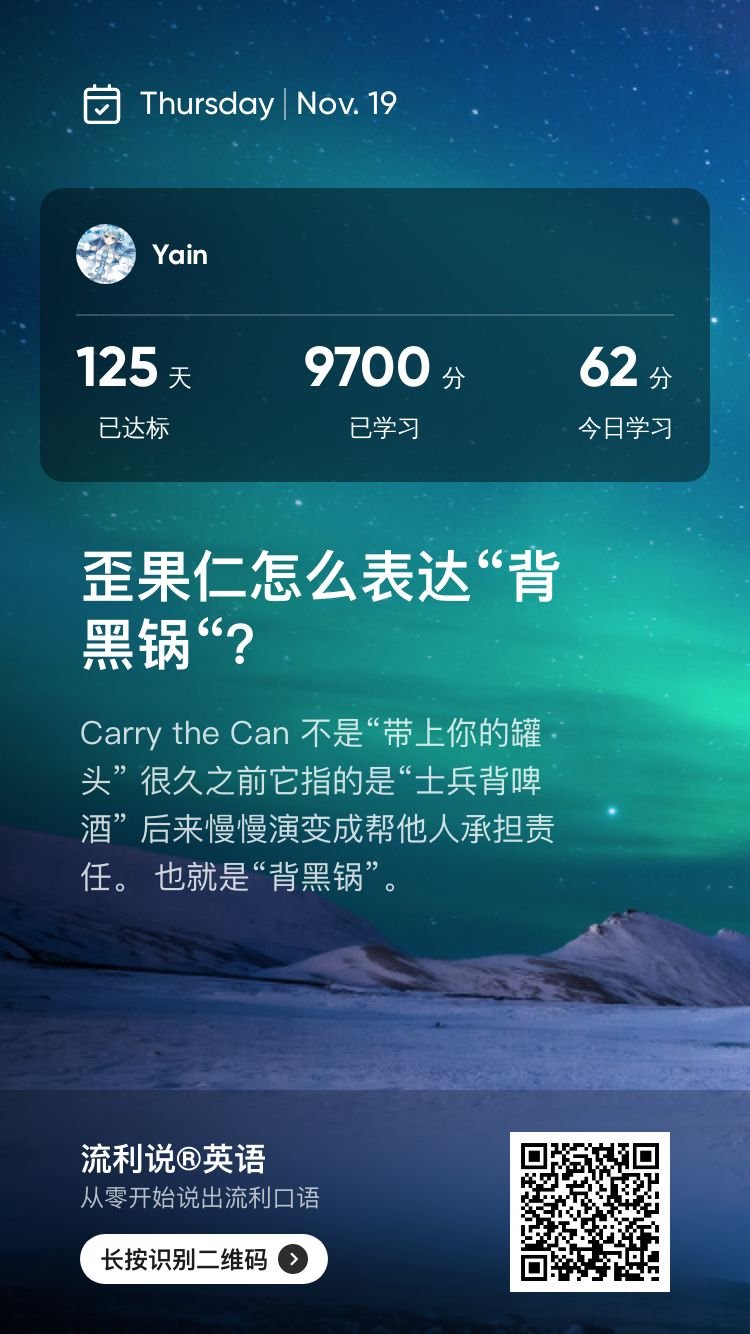 Thursday | Nov. 19
Yain
125 天 9700 分 62 分
已达标 已学习 今日学习
歪果仁怎么表达“背
黑锅“?
Carry the Can 不是“带上你的罐
头” 很久之前它指的是“士兵背啤
酒” 后来慢慢演变成帮他人承担责
任。 也就是“背黑锅”。
流利说®英语
从零开始说出流利口语
长按识别二维码